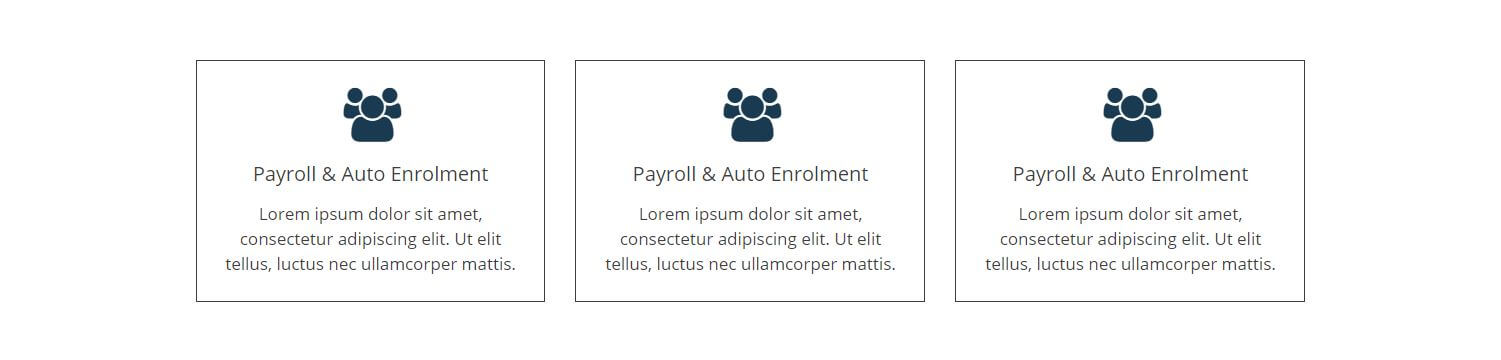 Payroll & Auto Enrolment
Lorem ipsum dolor sit amet,
consectetur adipiscing elit. Ut elit
tellus, luctus nec ullamcorper mattis.
Payroll & Auto Enrolment
Lorem ipsum dolor sit amet,
consectetur adipiscing elit. Ut elit
tellus, luctus nec ullamcorper mattis.
Payroll & Auto Enrolment
Lorem ipsum dolor sit amet,
consectetur adipiscing elit. Ut elit
tellus, luctus nec ullamcorper mattis.